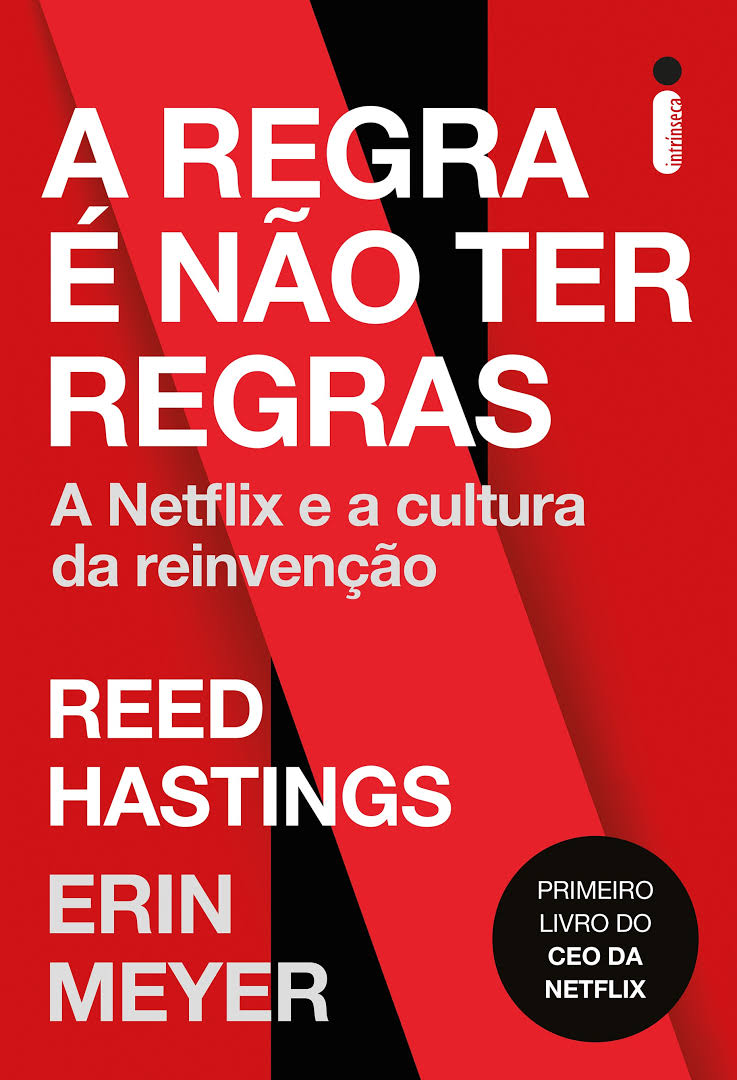 intrínseca
A REGRA
É NÃO TER
REGRAS
A Netflix e a cultura
da reinvenção
REED
HASTINGS
ERIN
MEYER
PRIMEIRO
LIVRO DO
CEO DA
NETFLIX